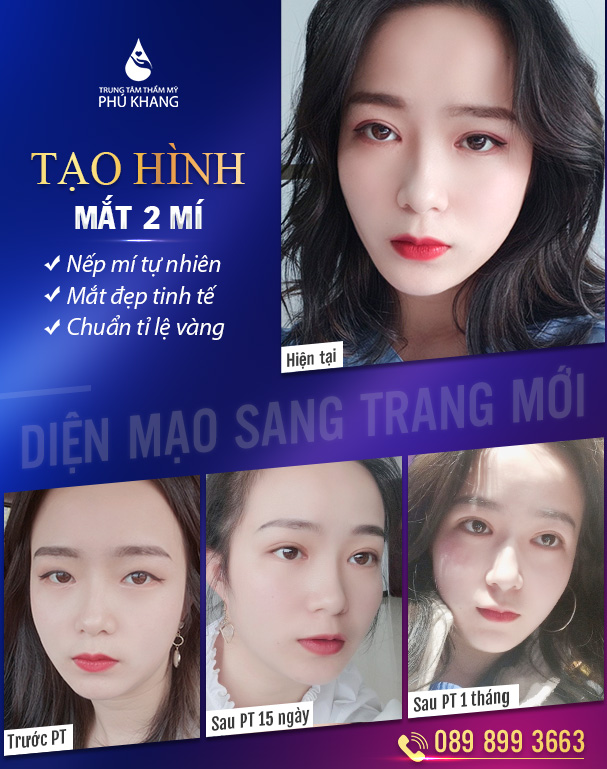 TRUNG TÂM THẨM MỸ
PHÚ KHANG
TẠO HÌNH
MẮT 2 MÍ
Nếp mí tự nhiên
Mắt đẹp tinh tế
Chuẩn tỉ lệ vàng
Hiện tại
DIỆN MẠO SANG TRANG MỚI
Trước PT
Sau PT 15 ngày
Sau PT 1 tháng
089 899 3663